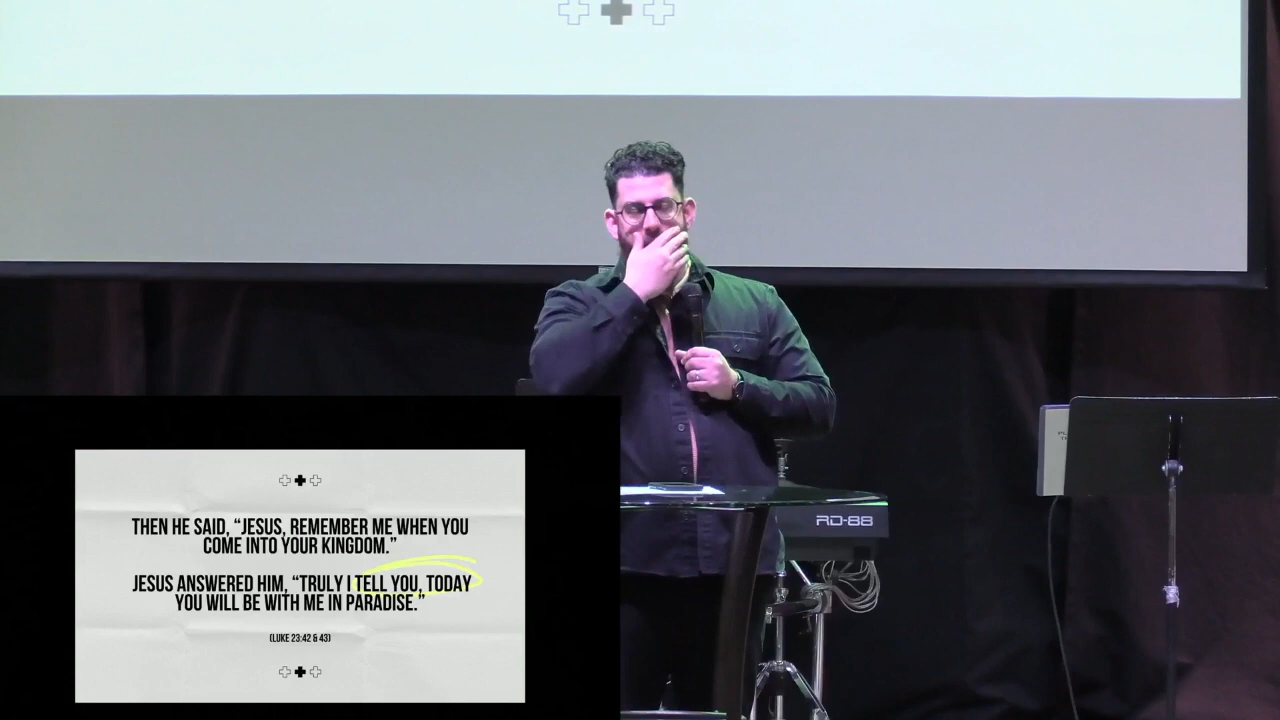 THEN HE SAID, “JESUS, REMEMBER ME WHEN YOU
COME INTO YOUR KINGDOM.”
JESUS ANSWERED HIM, “TRULY I TELL YOU, TODAY
YOU WILL BE WITH ME IN PARADISE.”
(LUKE 23:42 & 43)
RD-88